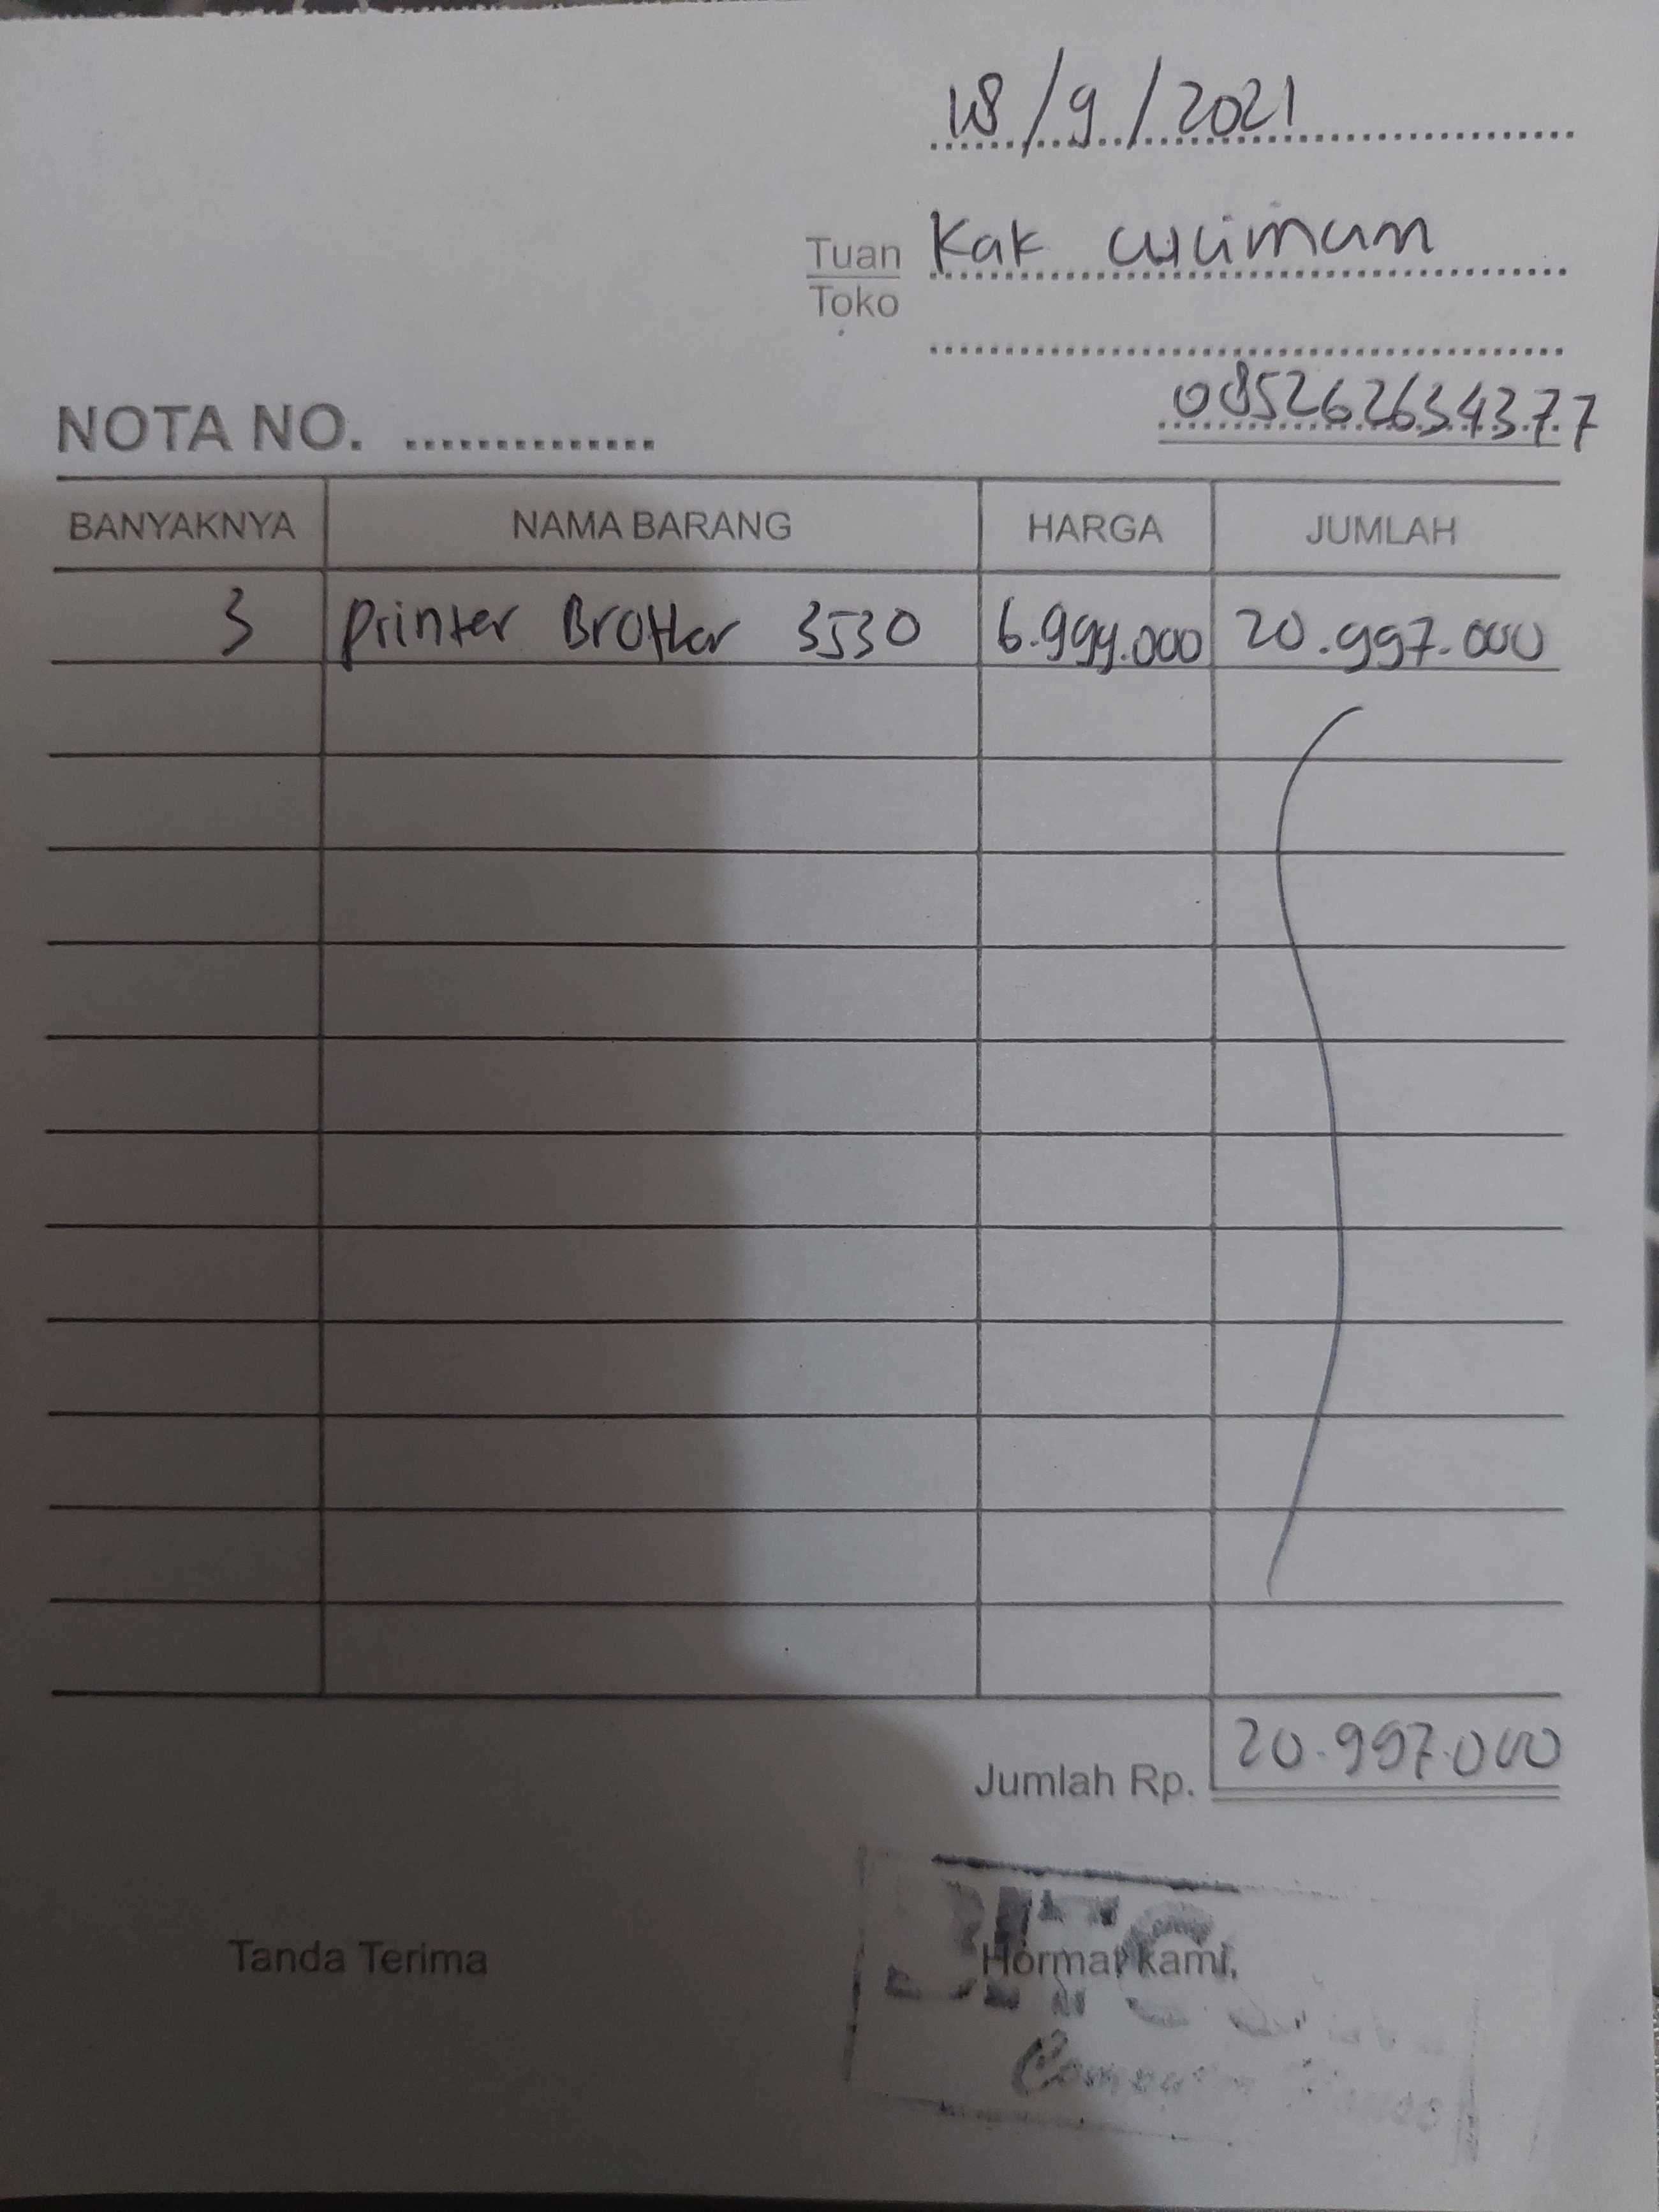 18/9/2021
Tuan Kak
Toko
085262634377
NOTA NO. ..............
BANYAKNYA NAMA BARANG HARGA JUMLAH
3 Printer Brother 3530 6.999.000 20.997.000
Jumlah Rp. 20.997.000
Tanda Terima Hormat kami,